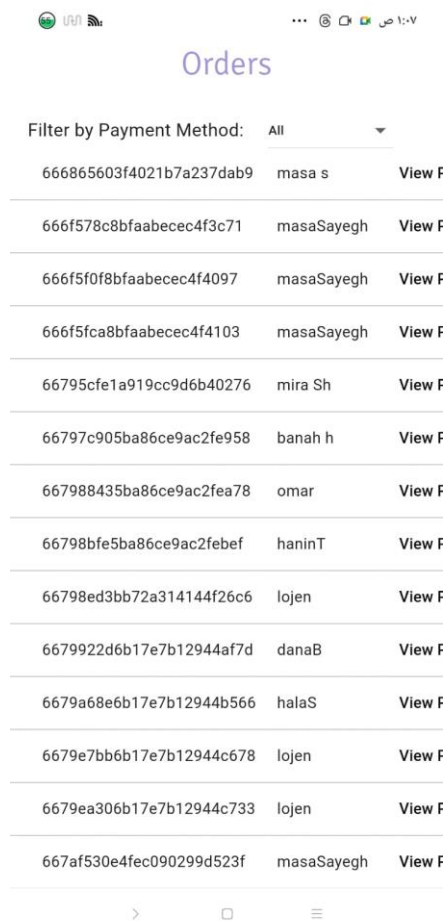 65
... ١:٠٧ ص
Orders
Filter by Payment Method: All
666865603f4021b7a237dab9 masa s View P
666f578c8bfaabecec4f3c71 masaSayegh View P
666f5f0f8bfaabecec4f4097 masaSayegh View P
666f5fca8bfaabecec4f4103 masaSayegh View P
66795cfe1a919cc9d6b40276 mira Sh View P
66797c905ba86ce9ac2fe958 banah h View P
667988435ba86ce9ac2fea78 omar View P
66798bfe5ba86ce9ac2febef haninT View P
66798ed3bb72a314144f26c6 lojen View P
6679922d6b17e7b12944af7d danaB View P
6679a68e6b17e7b12944b566 halaS View P
6679e7bb6b17e7b12944c678 lojen View P
6679ea306b17e7b12944c733 lojen View P
667af530e4fec090299d523f masaSayegh View P